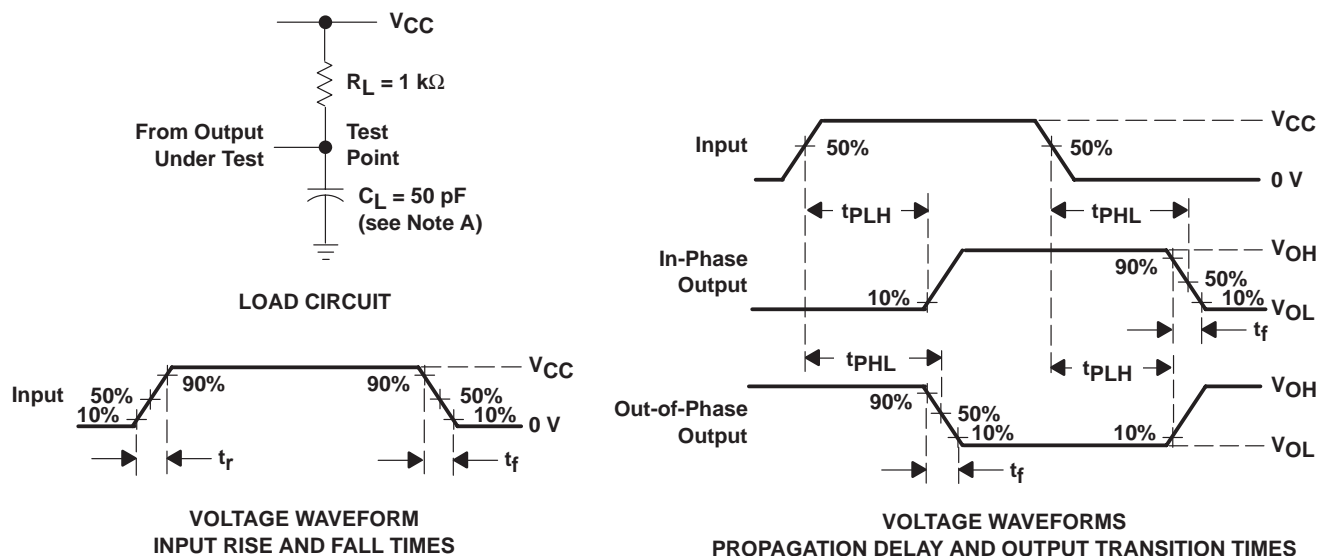 VCC
RL = 1 kΩ
From Output
Under Test
Test
Point
CL = 50 pF
(see Note A)
LOAD CIRCUIT
Input
50%
10%
90%
90%
VCC
50%
10%
0 V
tr
tf
VOLTAGE WAVEFORM
INPUT RISE AND FALL TIMES
Input
50%
50%
VCC
0 V
tPLH
tPHL
In-Phase
Output
10%
90%
VOH
50%
10%
VOL
tf
tPHL
tPLH
Out-of-Phase
Output
90%
50%
10%
10%
VOH
VOL
tf
VOLTAGE WAVEFORMS
PROPAGATION DELAY AND OUTPUT TRANSITION TIMES